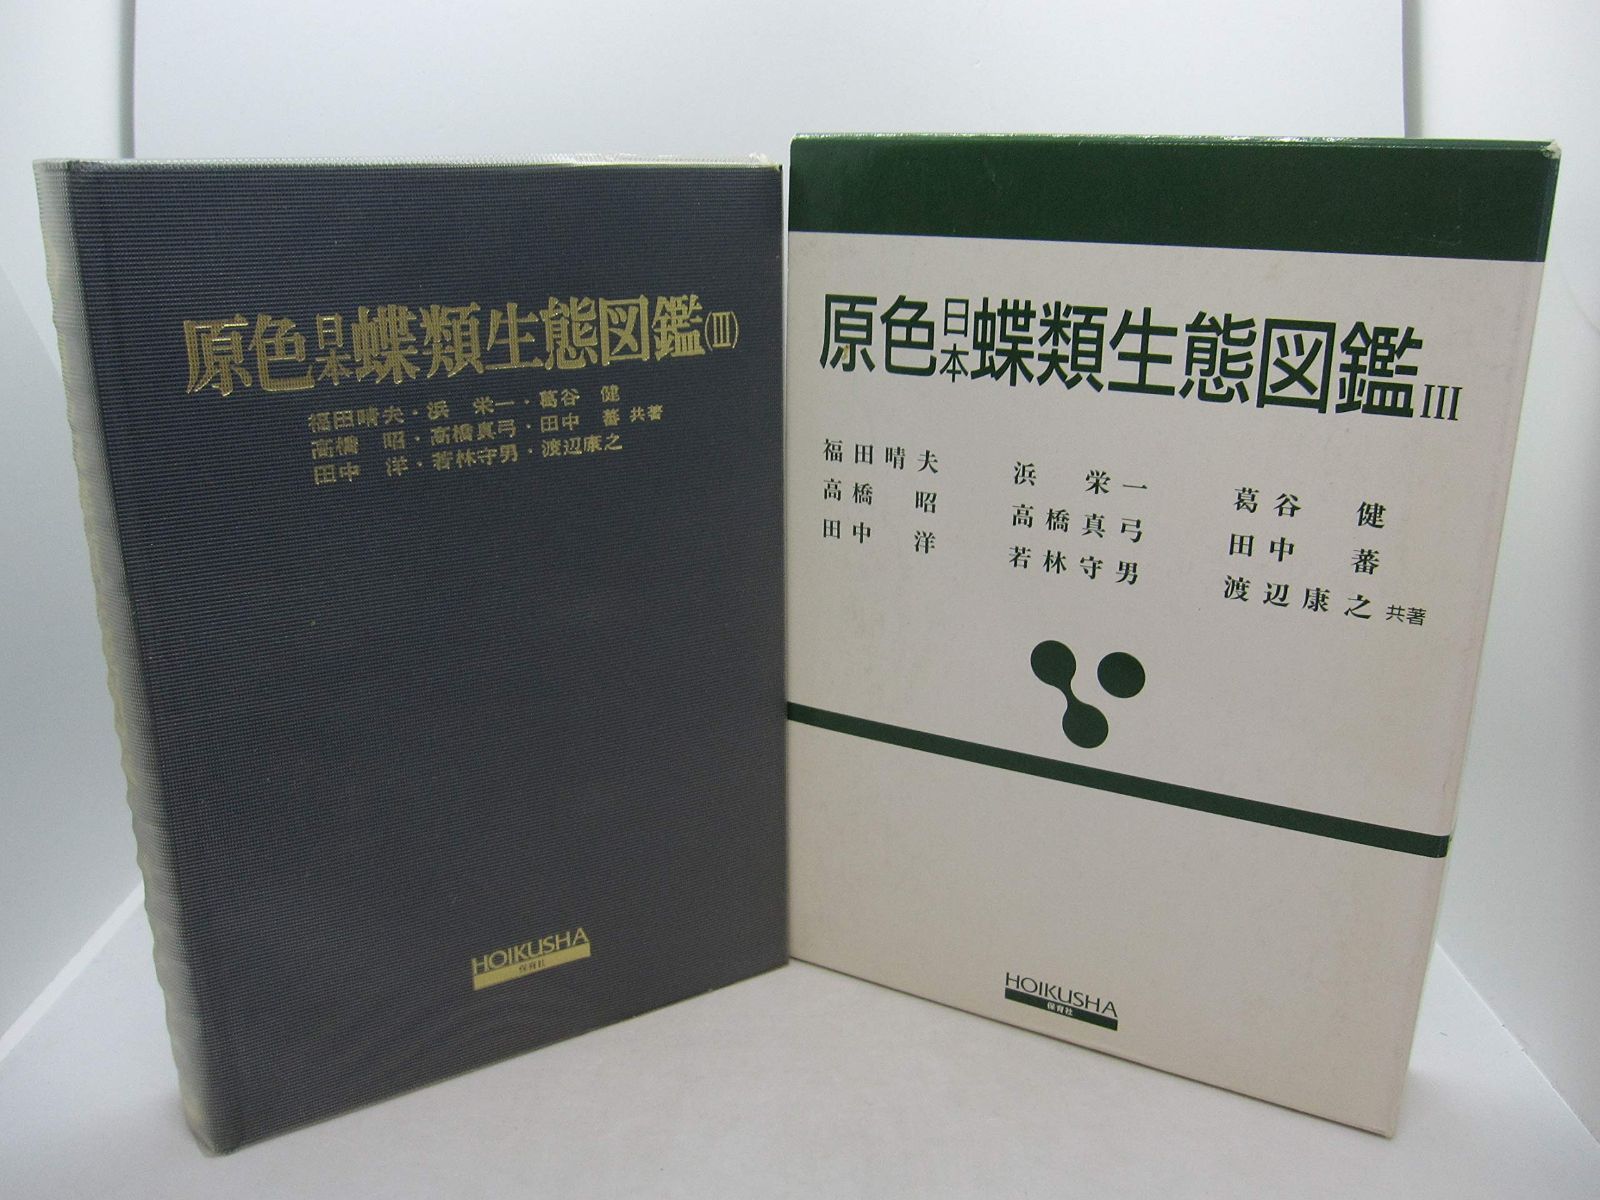 原色日本蝶類生態図鑑(III)
福田晴夫・浜 栄一・葛谷 健
高橋 昭・高橋真弓・田中 蕃 共著
田中 洋・若林守男・渡辺康之
HOIKUSHA
保育社
原色日本蝶類生態図鑑III
福田晴夫 浜 栄一 葛谷 健
高橋 昭 高橋真弓 田中 蕃
田中 洋 若林守男 渡辺康之 共著
HOIKUSHA
保育社